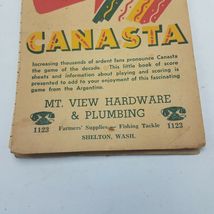 CANASTA
Increasing thousands of ardent fans pronounce Canasta
the game of the decade. This little book of score
sheets and information about playing and scoring is
presented to add to your enjoyment of this fascinating
game from the Argentine.
MT. VIEW HARDWARE
& PLUMBING
1123 Farmers' Supplies — Fishing Tackle 1123
SHELTON, WASH.